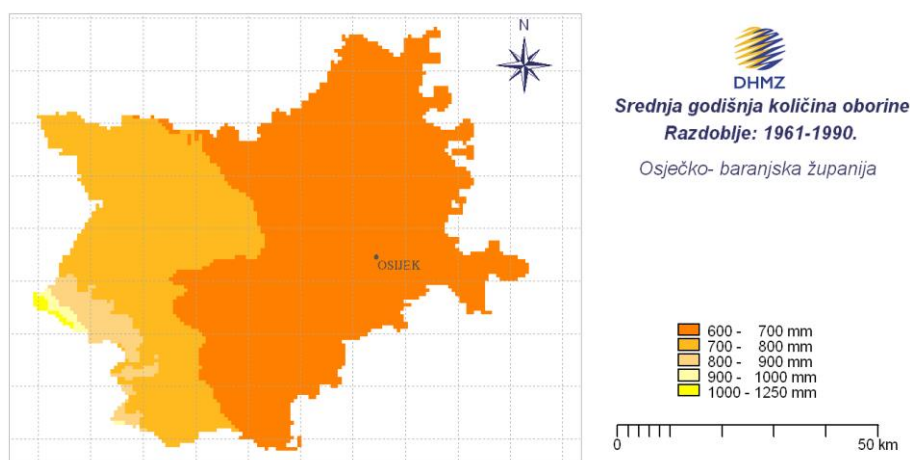 N
OSIJEK
DHMZ
Srednja godišnja količina oborine
Razdoblje: 1961-1990.
Osječko- baranjska županija
600 - 700 mm
700 - 800 mm
800 - 900 mm
900 - 1000 mm
1000 - 1250 mm
0 50 km